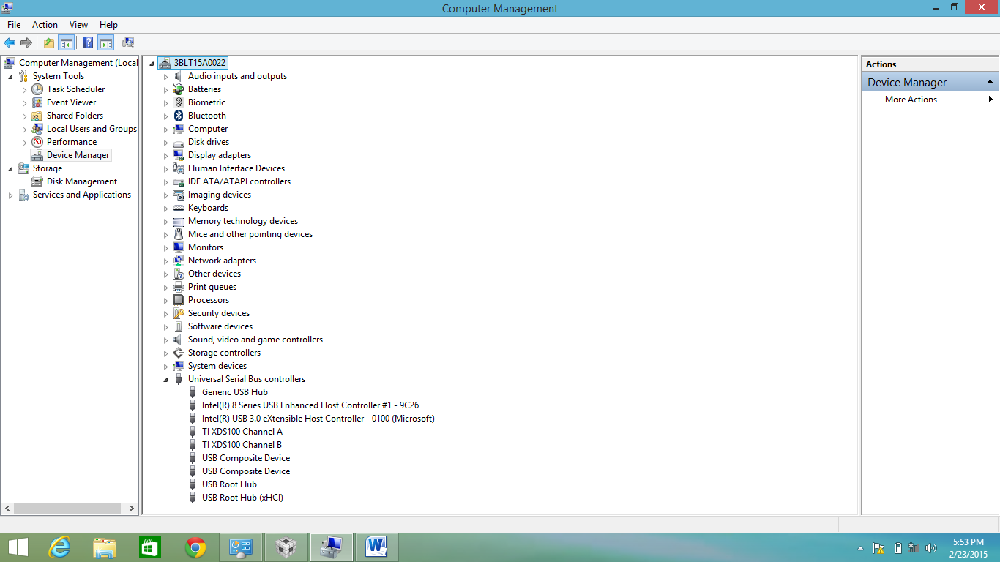 Computer Management
File Action View Help
Computer Management (Local
System Tools
Task Scheduler
Event Viewer
Shared Folders
Local Users and Groups
Performance
Device Manager
Storage
Disk Management
Services and Applications
3BLT15A0022
Audio inputs and outputs
Batteries
Biometric
Bluetooth
Computer
Disk drives
Display adapters
Human Interface Devices
IDE ATA/ATAPI controllers
Imaging devices
Keyboards
Memory technology devices
Mice and other pointing devices
Monitors
Network adapters
Other devices
Print queues
Processors
Security devices
Software devices
Sound, video and game controllers
Storage controllers
System devices
Universal Serial Bus controllers
Generic USB Hub
Intel(R) 8 Series USB Enhanced Host Controller #1 - 9C26
Intel(R) USB 3.0 eXtensible Host Controller - 0100 (Microsoft)
TI XDS100 Channel A
TI XDS100 Channel B
USB Composite Device
USB Composite Device
USB Root Hub
USB Root Hub (xHCI)
Actions
Device Manager
More Actions
5:53 PM
2/23/2015